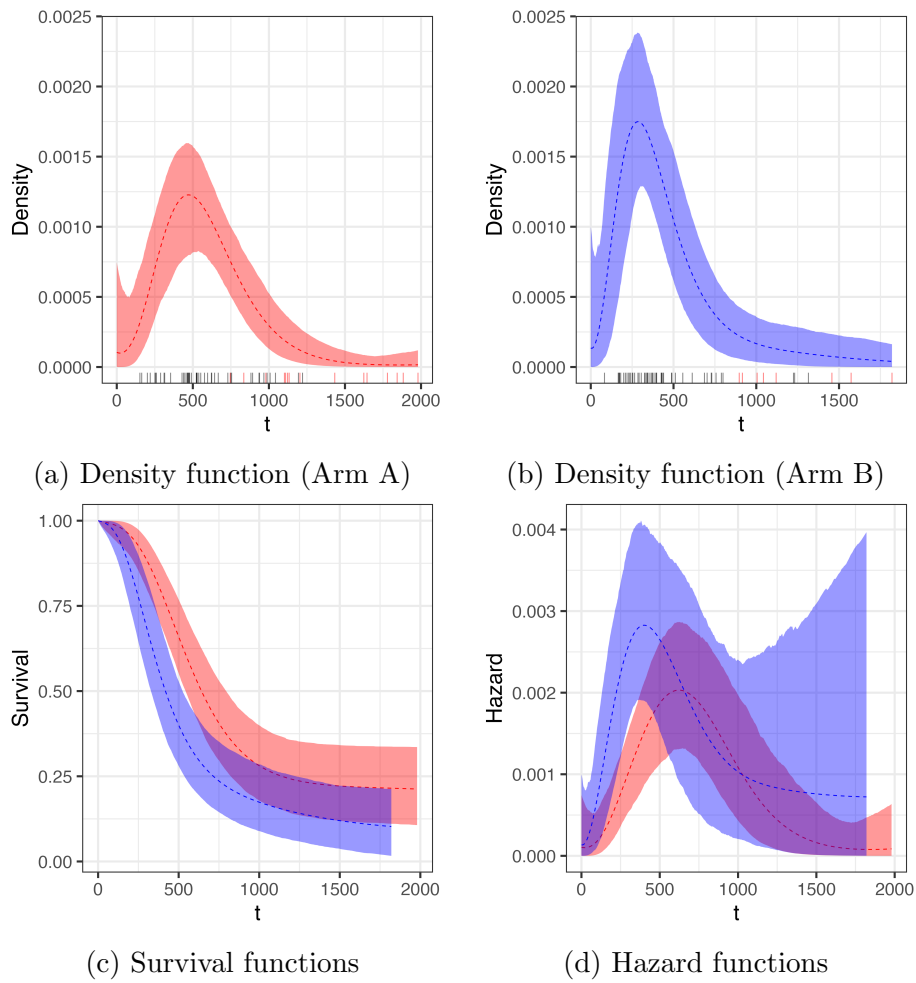 0.0025
0.0020
0.0015
0.0010
0.0005
0.0000
Density
0 500 1000 1500 2000
t
(a) Density function (Arm A)
0.0025
0.0020
0.0015
0.0010
0.0005
0.0000
Density
0 500 1000 1500
t
(b) Density function (Arm B)
1.00
0.75
0.50
0.25
0.00
Survival
0 500 1000 1500 2000
t
(c) Survival functions
0.004
0.003
0.002
0.001
0.000
Hazard
0 500 1000 1500 2000
t
(d) Hazard functions